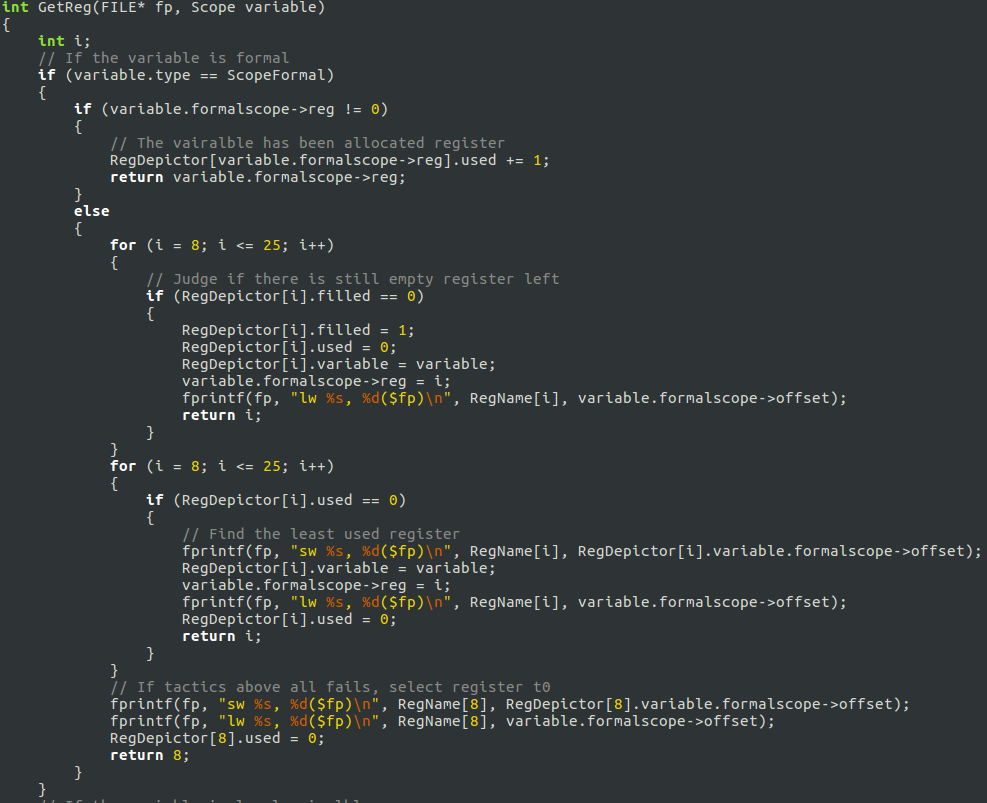 int GetReg(FILE* fp, Scope variable)
{
    int i;
    // If the variable is formal
    if (variable.type == ScopeFormal)
    {
        if (variable.formalscope->reg != 0)
        {
            // The vairalble has been allocated register
            RegDepictor[variable.formalscope->reg].used += 1;
            return variable.formalscope->reg;
        }
        else
        {
            for (i = 8; i <= 25; i++)
            {
                // Judge if there is still empty register left
                if (RegDepictor[i].filled == 0)
                {
                    RegDepictor[i].filled = 1;
                    RegDepictor[i].used = 0;
                    RegDepictor[i].variable = variable;
                    variable.formalscope->reg = i;
                    fprintf(fp, "lw %s, %d($fp)\n", RegName[i], variable.formalscope->offset);
                    return i;
                }
            }
            for (i = 8; i <= 25; i++)
            {
                if (RegDepictor[i].used == 0)
                {
                    // Find the least used register
                    fprintf(fp, "sw %s, %d($fp)\n", RegName[i], RegDepictor[i].variable.formalscope->offset);
                    RegDepictor[i].variable = variable;
                    variable.formalscope->reg = i;
                    fprintf(fp, "lw %s, %d($fp)\n", RegName[i], variable.formalscope->offset);
                    RegDepictor[i].used = 0;
                    return i;
                }
            }
            // If tactics above all fails, select register t0
            fprintf(fp, "sw %s, %d($fp)\n", RegName[8], RegDepictor[8].variable.formalscope->offset);
            fprintf(fp, "lw %s, %d($fp)\n", RegName[8], variable.formalscope->offset);
            RegDepictor[8].used = 0;
            return 8;
        }
    }